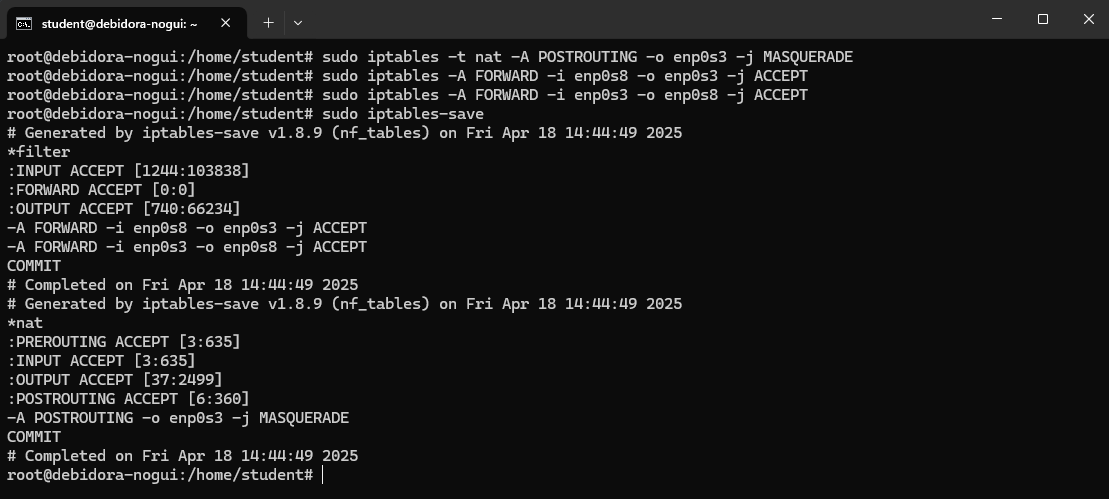 student@debidora-nogui: ~
root@debidora-nogui:/home/student# sudo iptables -t nat -A POSTROUTING -o enp0s3 -j MASQUERADE
root@debidora-nogui:/home/student# sudo iptables -A FORWARD -i enp0s8 -o enp0s3 -j ACCEPT
root@debidora-nogui:/home/student# sudo iptables -A FORWARD -i enp0s3 -o enp0s8 -j ACCEPT
root@debidora-nogui:/home/student# sudo iptables-save
# Generated by iptables-save v1.8.9 (nf_tables) on Fri Apr 18 14:44:49 2025
*filter
:INPUT ACCEPT [1244:103838]
:FORWARD ACCEPT [0:0]
:OUTPUT ACCEPT [740:66234]
-A FORWARD -i enp0s8 -o enp0s3 -j ACCEPT
-A FORWARD -i enp0s3 -o enp0s8 -j ACCEPT
COMMIT
# Completed on Fri Apr 18 14:44:49 2025
# Generated by iptables-save v1.8.9 (nf_tables) on Fri Apr 18 14:44:49 2025
*nat
:PREROUTING ACCEPT [3:635]
:INPUT ACCEPT [3:635]
:OUTPUT ACCEPT [37:2499]
:POSTROUTING ACCEPT [6:360]
-A POSTROUTING -o enp0s3 -j MASQUERADE
COMMIT
# Completed on Fri Apr 18 14:44:49 2025
root@debidora-nogui:/home/student#